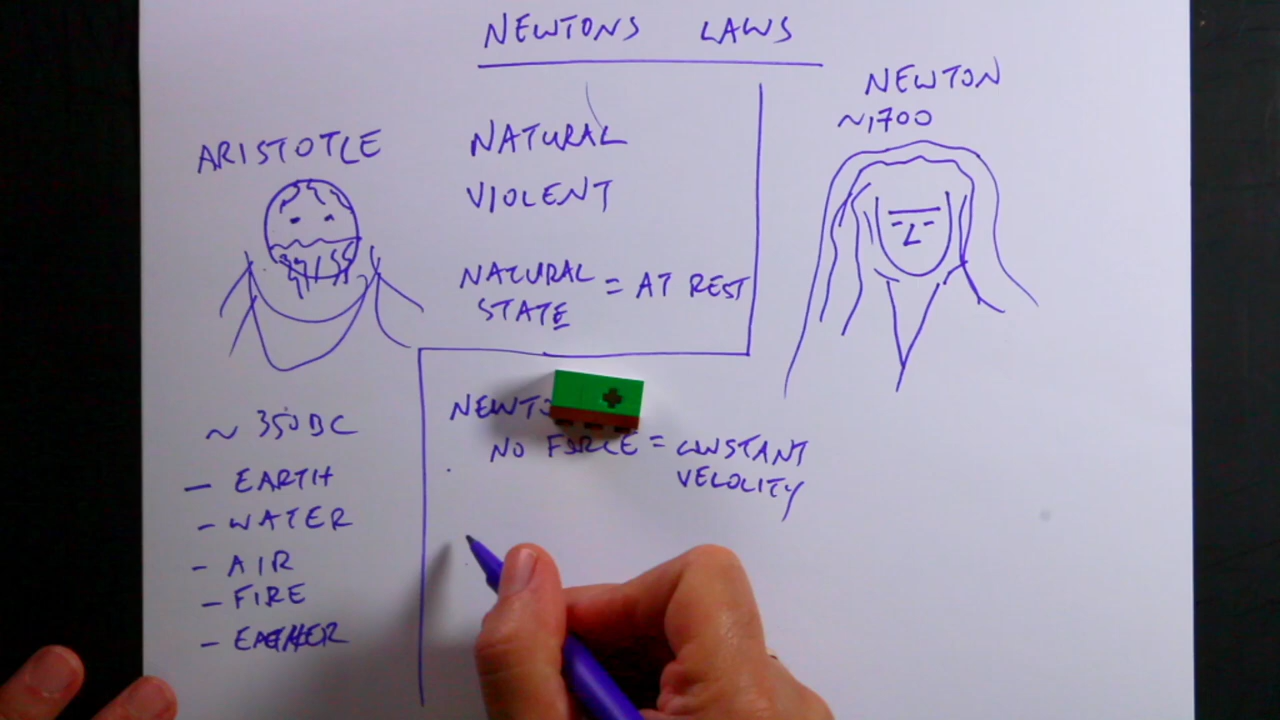 NEWTONS LAWS
NEWTON
~1700
ARISTOTLE
NATURAL
VIOLENT
NATURAL
STATE = AT REST
~ 350BC
- EARTH
- WATER
- AIR
- FIRE
NO FORCE = CONSTANT
VELOCITY